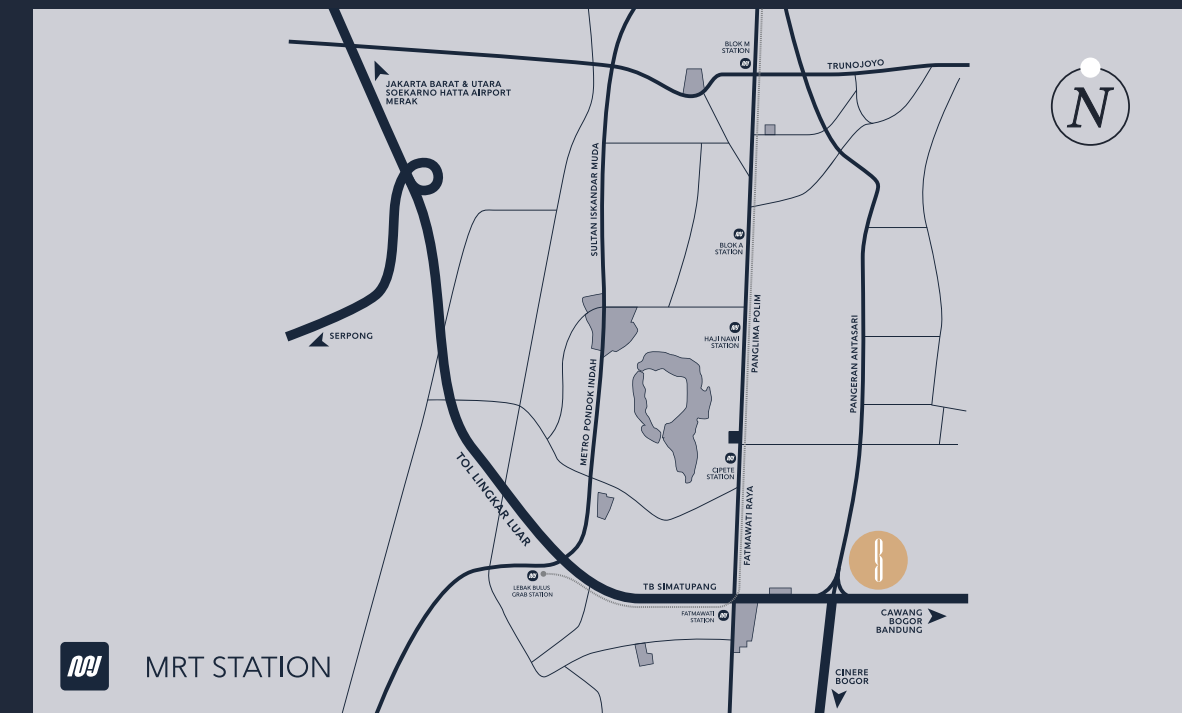 BLOK M
STATION
TRUNOJOYO
JAKARTA BARAT & UTARA
SOEKARNO HATTA AIRPORT
MERAK
N
SULTAN ISKANDAR MUDA
BLOK A
STATION
SERPONG
HAJI NAWI
STATION
PANGLIMA POLIM
PANGERAN ANTASARI
METRO PONDOK INDAH
CIPETE
STATION
TOL LINGKAR LUAR
FATMAWATI RAYA
LEBAK BULUS
GRAB STATION
TB SIMATUPANG
FATMAWATI
STATION
CAWANG
BOGOR
BANDUNG
MRT STATION
CINERE
BOGOR